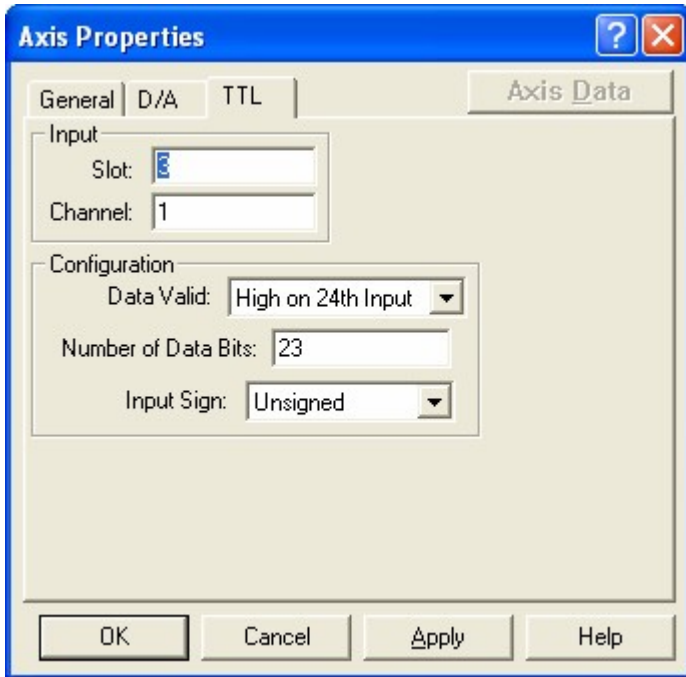 Axis Properties
General D/A TTL Axis Data
Input
Slot: 3
Channel: 1
Configuration
Data Valid: High on 24th Input
Number of Data Bits: 23
Input Sign: Unsigned
OK Cancel Apply Help